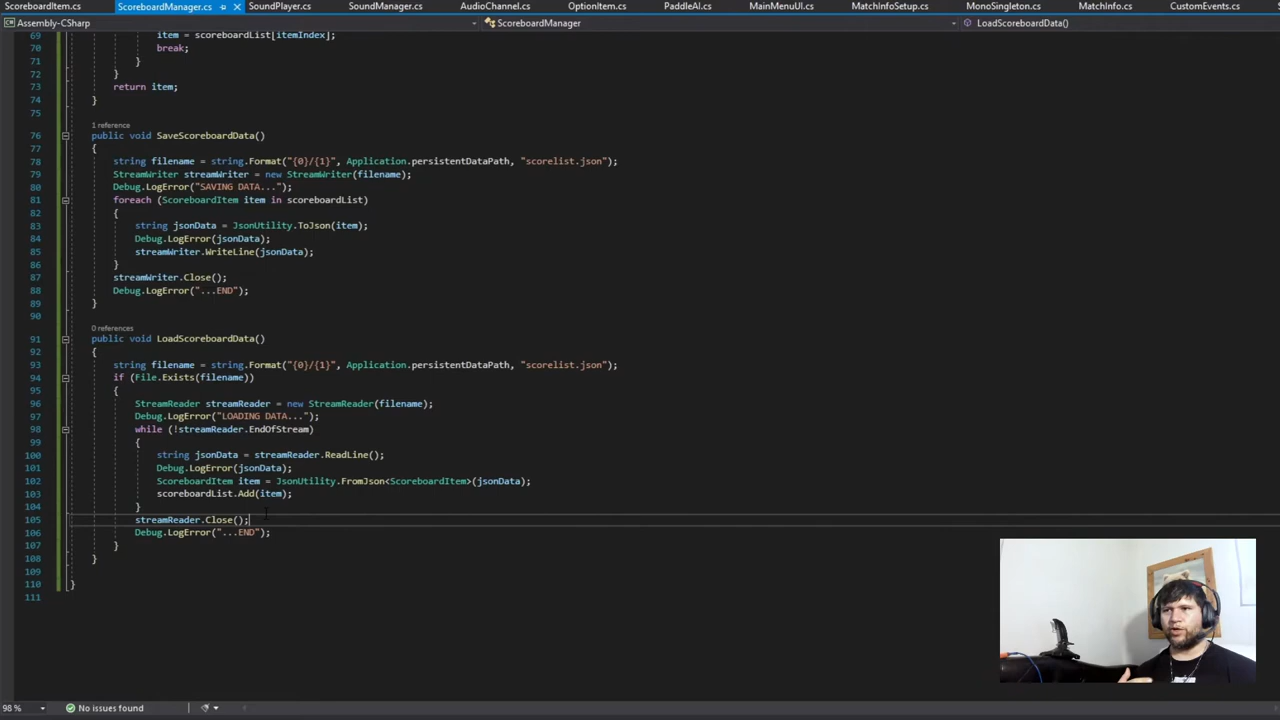 ScoreboardItem.cs ScoreboardManager.cs SoundPlayer.cs SoundManager.cs AudioChannel.cs OptionItem.cs PaddleAI.cs MainMenuUI.cs MatchInfoSetup.cs MonoSingleton.cs MatchInfo.cs CustomEvents.cs
Assembly-CSharp ScoreboardManager LoadScoreboardData()
69 item = scoreboardList[itemIndex];
70 break;
71 }
72 }
73 return item;
74 }
75
1 reference
76 public void SaveScoreboardData()
77 {
78 string filename = string.Format("{0}/{1}", Application.persistentDataPath, "scorelist.json");
79 StreamWriter streamWriter = new StreamWriter(filename);
80 Debug.LogError("SAVING DATA...");
81 foreach (ScoreboardItem item in scoreboardList)
82 {
83 string jsonData = JsonUtility.ToJson(item);
84 Debug.LogError(jsonData);
85 streamWriter.WriteLine(jsonData);
86 }
87 streamWriter.Close();
88 Debug.LogError("...END");
89 }
90
0 references
91 public void LoadScoreboardData()
92 {
93 string filename = string.Format("{0}/{1}", Application.persistentDataPath, "scorelist.json");
94 if (File.Exists(filename))
95 {
96 StreamReader streamReader = new StreamReader(filename);
97 Debug.LogError("LOADING DATA...");
98 while (!streamReader.EndOfStream)
99 {
100 string jsonData = streamReader.ReadLine();
101 Debug.LogError(jsonData);
102 ScoreboardItem item = JsonUtility.FromJson<ScoreboardItem>(jsonData);
103 scoreboardList.Add(item);
104 }
105 streamReader.Close();
106 Debug.LogError("...END");
107 }
108 }
109
110 }
111
98 % No issues found